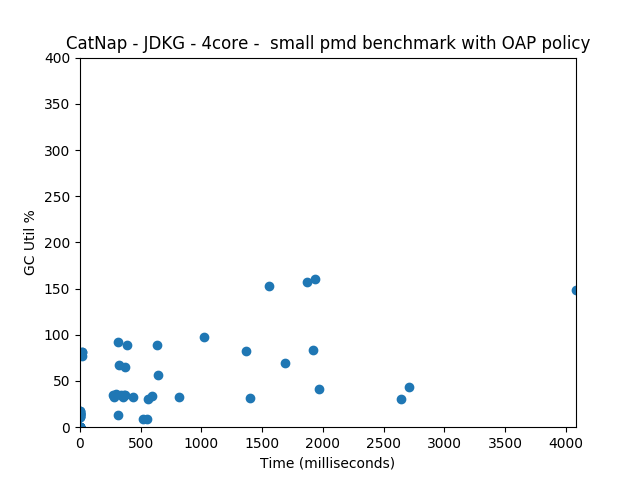 CatNap - JDKG - 4core -  small pmd benchmark with OAP policy
400
350
300
250
200
150
100
50
0
GC Util %
0 500 1000 1500 2000 2500 3000 3500 4000
Time (milliseconds)